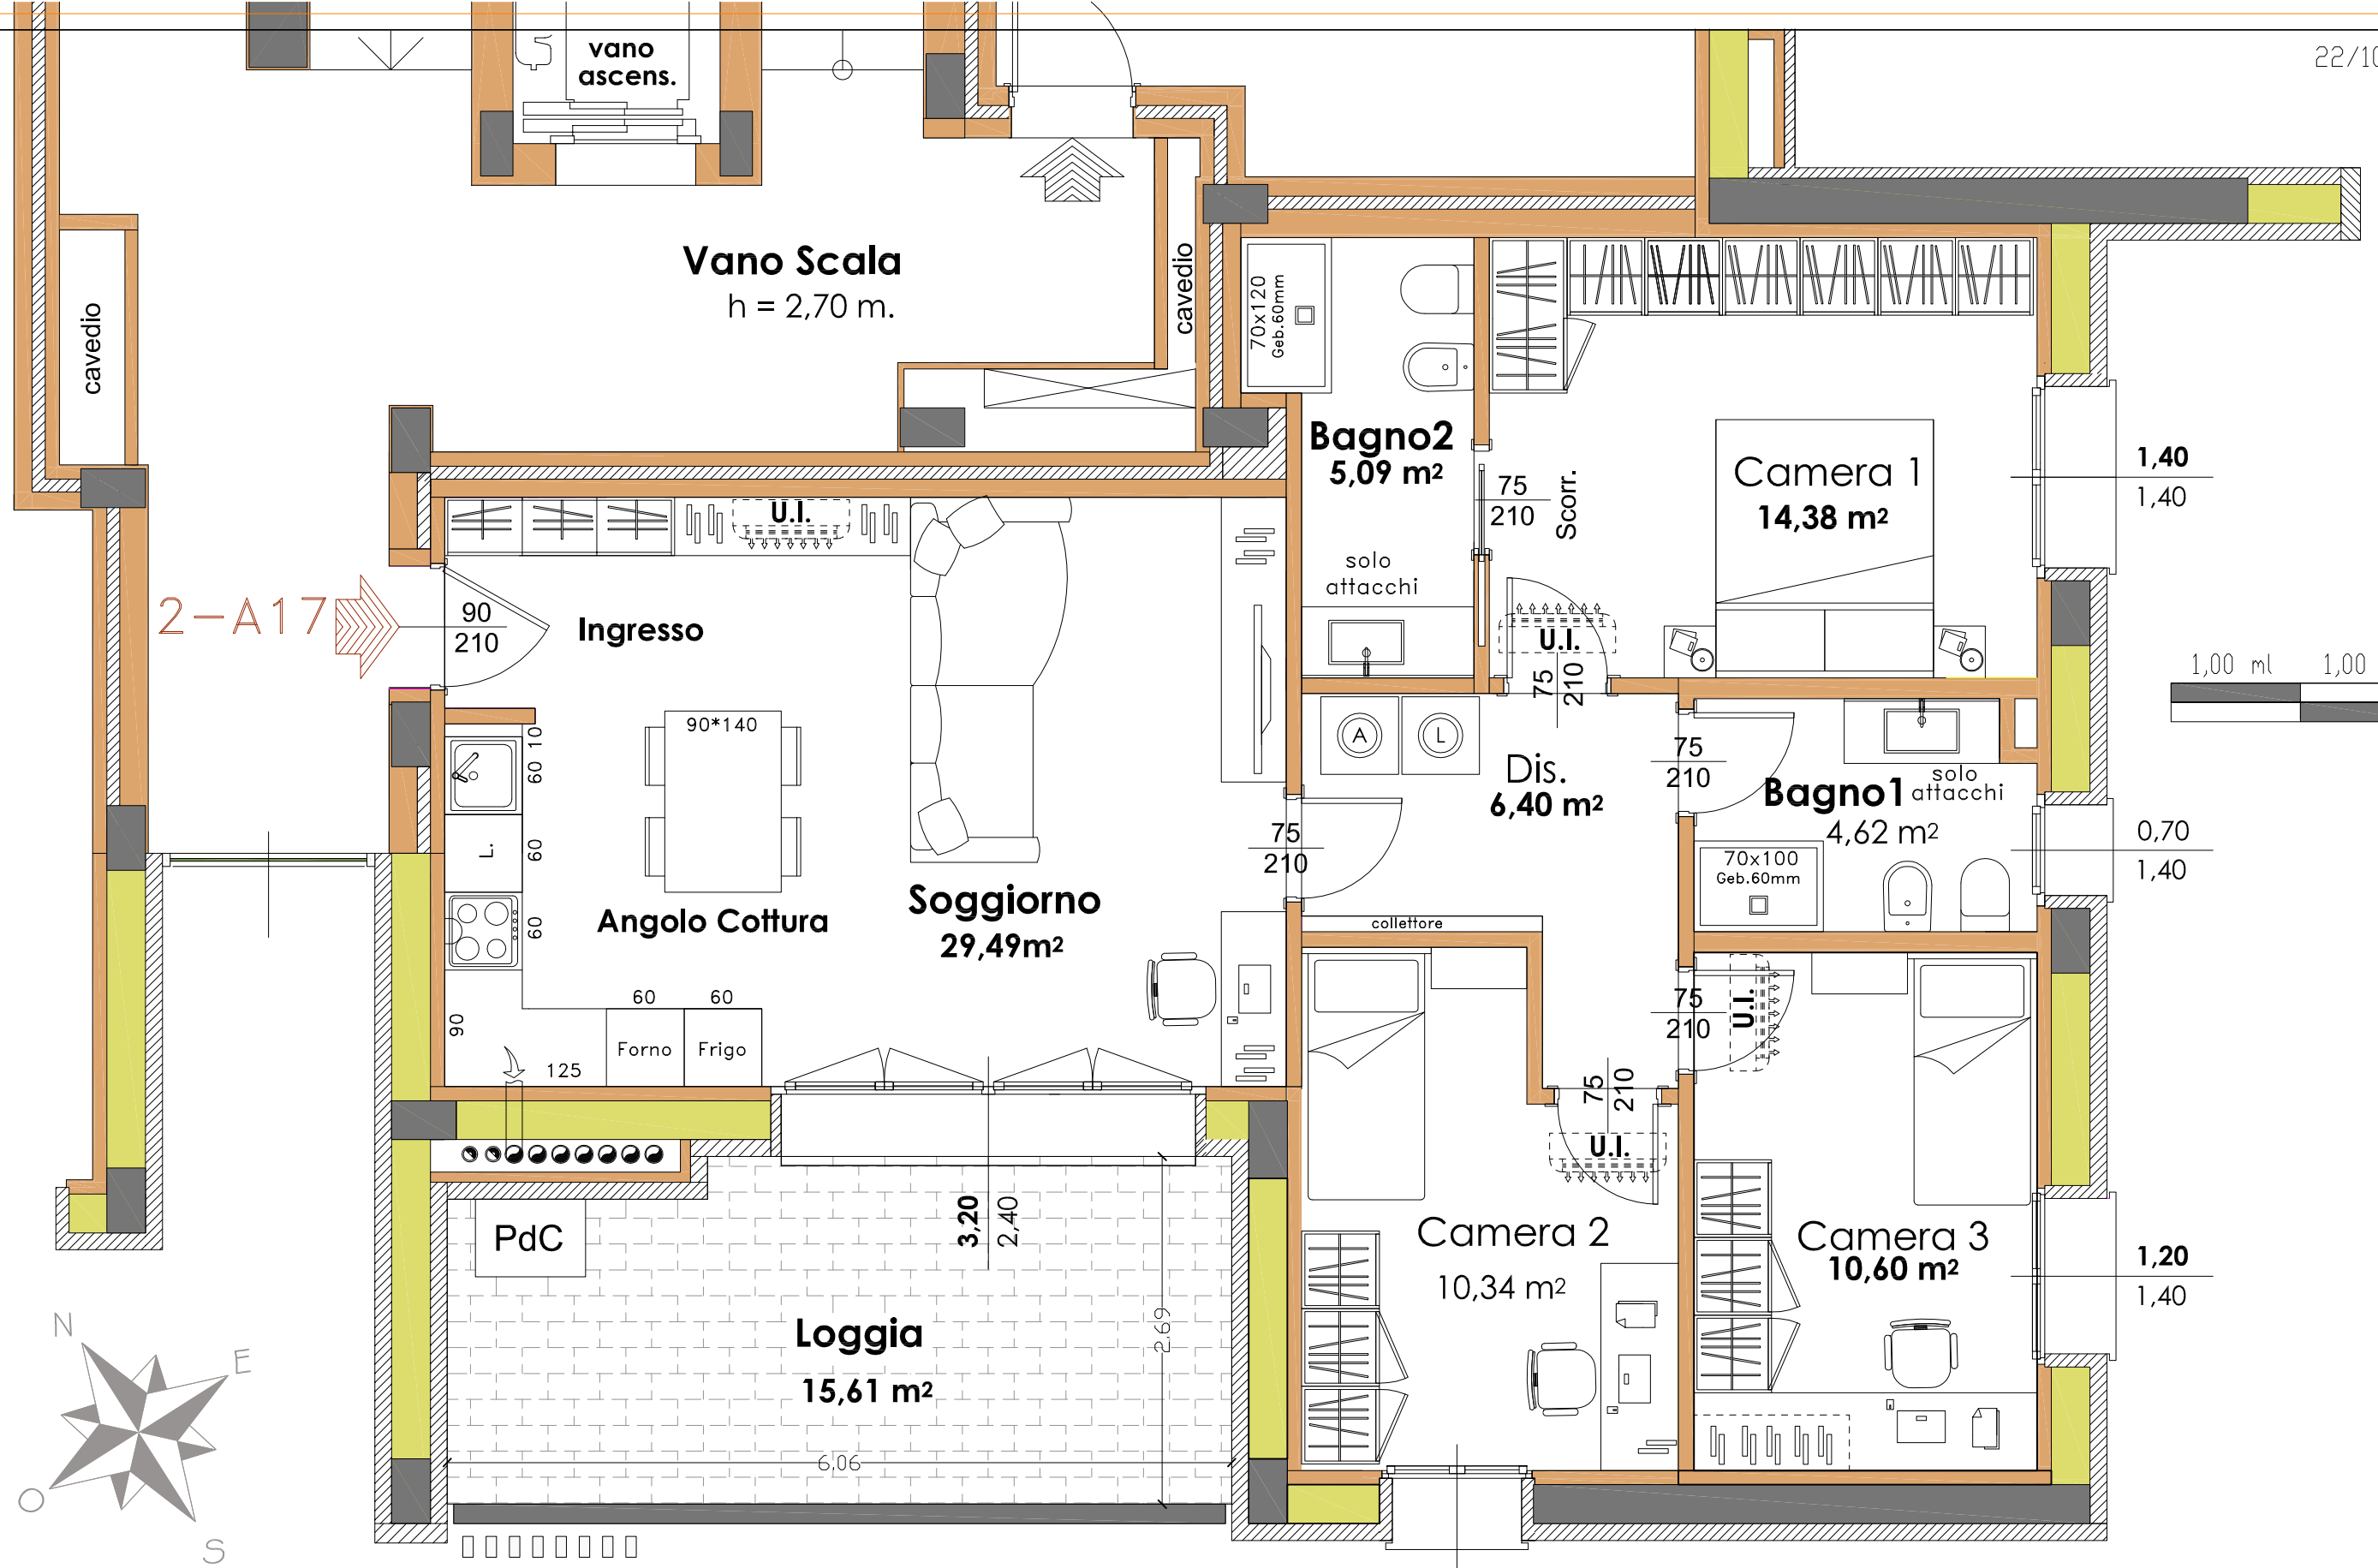 22/10
vano
ascens.
Vano Scala
h = 2,70 m.
cavedio
cavedio
70x120
Geb.60mm
Bagno2
5,09 m²
75
210
Scorr.
Camera 1
14,38 m²
1,40
1,40
solo
attacchi
U.I.
2-A17
90
210
Ingresso
U.I.
75
210
1,00 ml 1,00
90*140
10
60
60
60
L.
A
L
Dis.
6,40 m²
75
210
75
210
Bagno1
4,62 m²
solo
attacchi
0,70
1,40
70x100
Geb.60mm
Angolo Cottura
Soggiorno
29,49m²
collettore
60
60
90
125
Forno
Frigo
75
210
U.I.
75
210
U.I.
PdC
3,20
2,40
2.69
Camera 2
10,34 m²
Camera 3
10,60 m²
1,20
1,40
Loggia
15,61 m²
6.06
N
E
O
S